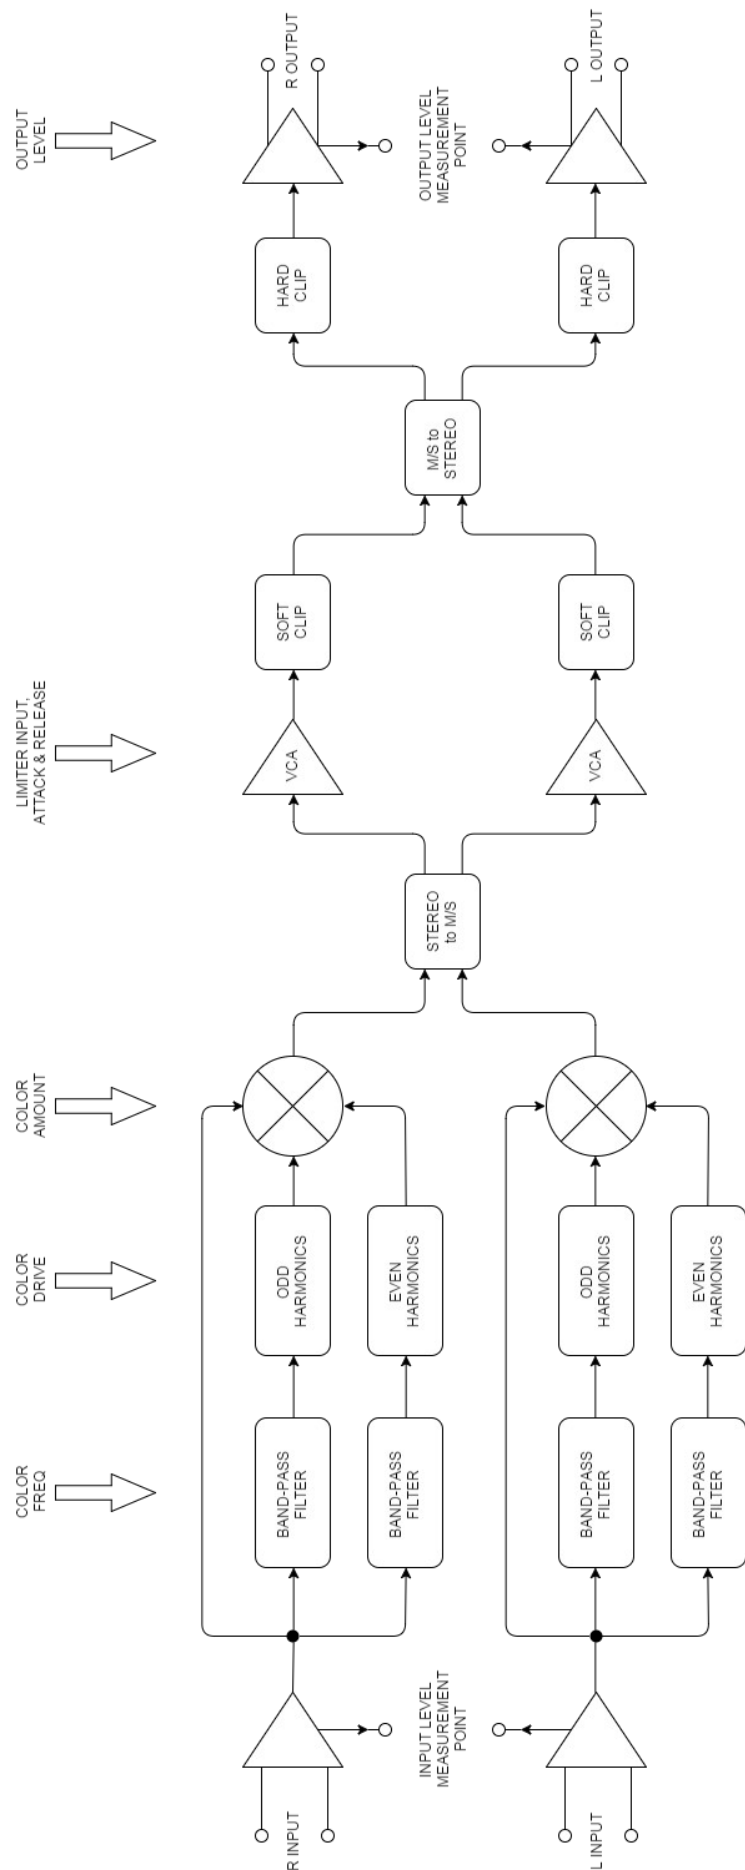 COLOR
FREQ
COLOR
DRIVE
COLOR
AMOUNT
LIMITER INPUT,
ATTACK & RELEASE
OUTPUT
LEVEL
R INPUT
BAND-PASS
FILTER
ODD
HARMONICS
VCA
SOFT
CLIP
HARD
CLIP
R OUTPUT
BAND-PASS
FILTER
EVEN
HARMONICS
INPUT LEVEL
MEASUREMENT
POINT
STEREO
to M/S
M/S to
STEREO
OUTPUT LEVEL
MEASUREMENT
POINT
L INPUT
BAND-PASS
FILTER
ODD
HARMONICS
VCA
SOFT
CLIP
HARD
CLIP
L OUTPUT
BAND-PASS
FILTER
EVEN
HARMONICS